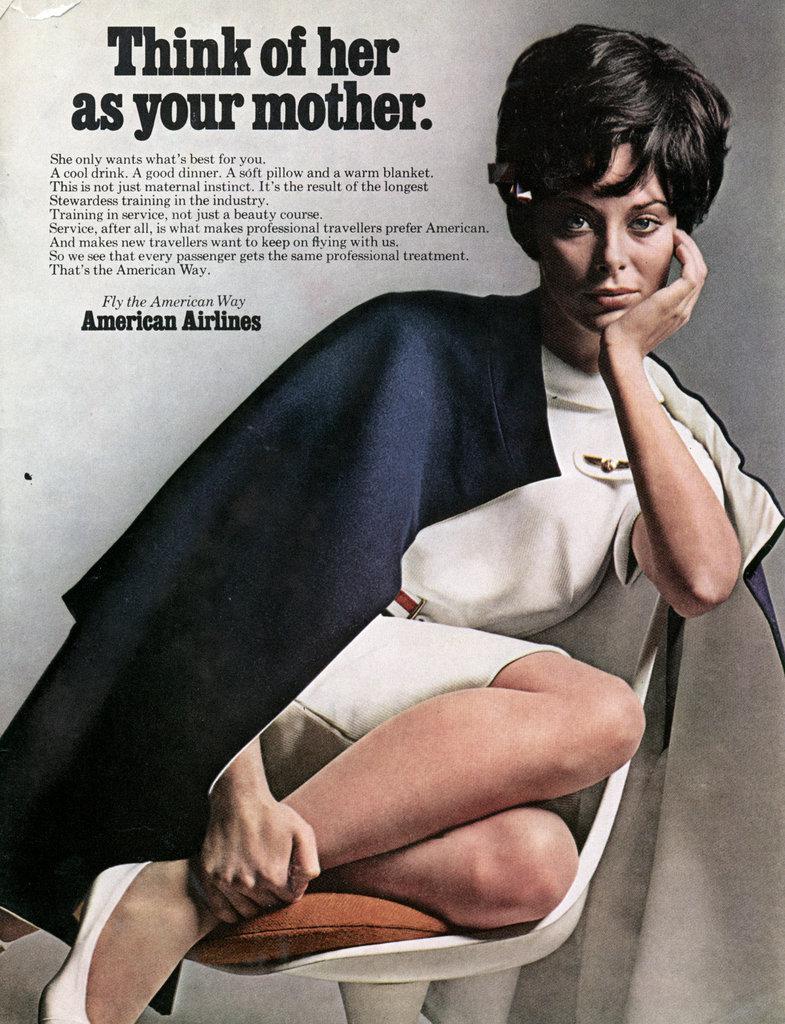 Think of her
as your mother.
She only wants what's best for you.
A cool drink. A good dinner. A soft pillow and a warm blanket.
This is not just maternal instinct. It's the result of the longest
Stewardess training in the industry.
Training in service, not just a beauty course.
Service, after all, is what makes professional travellers prefer American.
And makes new travellers want to keep on flying with us.
So we see that every passenger gets the same professional treatment.
That's the American Way.
Fly the American Way
American Airlines